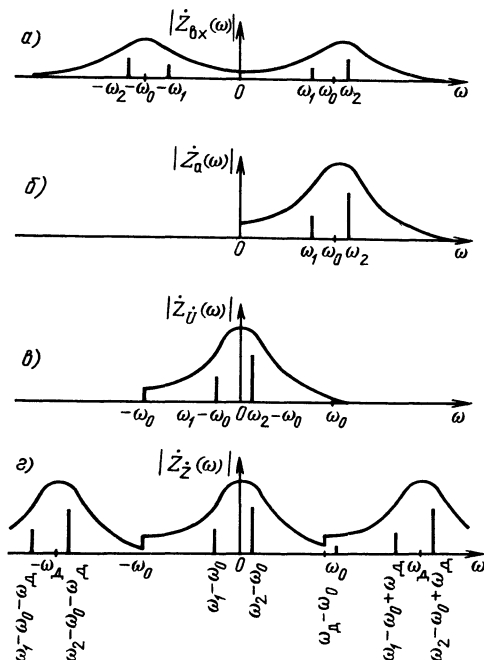 а) |Ż_вх(ω)|
-ω₂ -ω₀ -ω₁ 0 ω₁ ω₀ ω₂ ω
б) |Ż_a(ω)|
0 ω₁ ω₀ ω₂ ω
в) |Ż_U̇(ω)|
-ω₀ ω₁-ω₀ 0 ω₂-ω₀ ω₀ ω
г) |Ż_Ż(ω)|
ω₁-ω₀-ω_д -ω_д ω₂-ω₀-ω_д -ω₀ ω₁-ω₀ 0 ω₂-ω₀ ω_д-ω₀ ω₀ ω₁-ω₀+ω_д ω_д ω₂-ω₀+ω_д ω